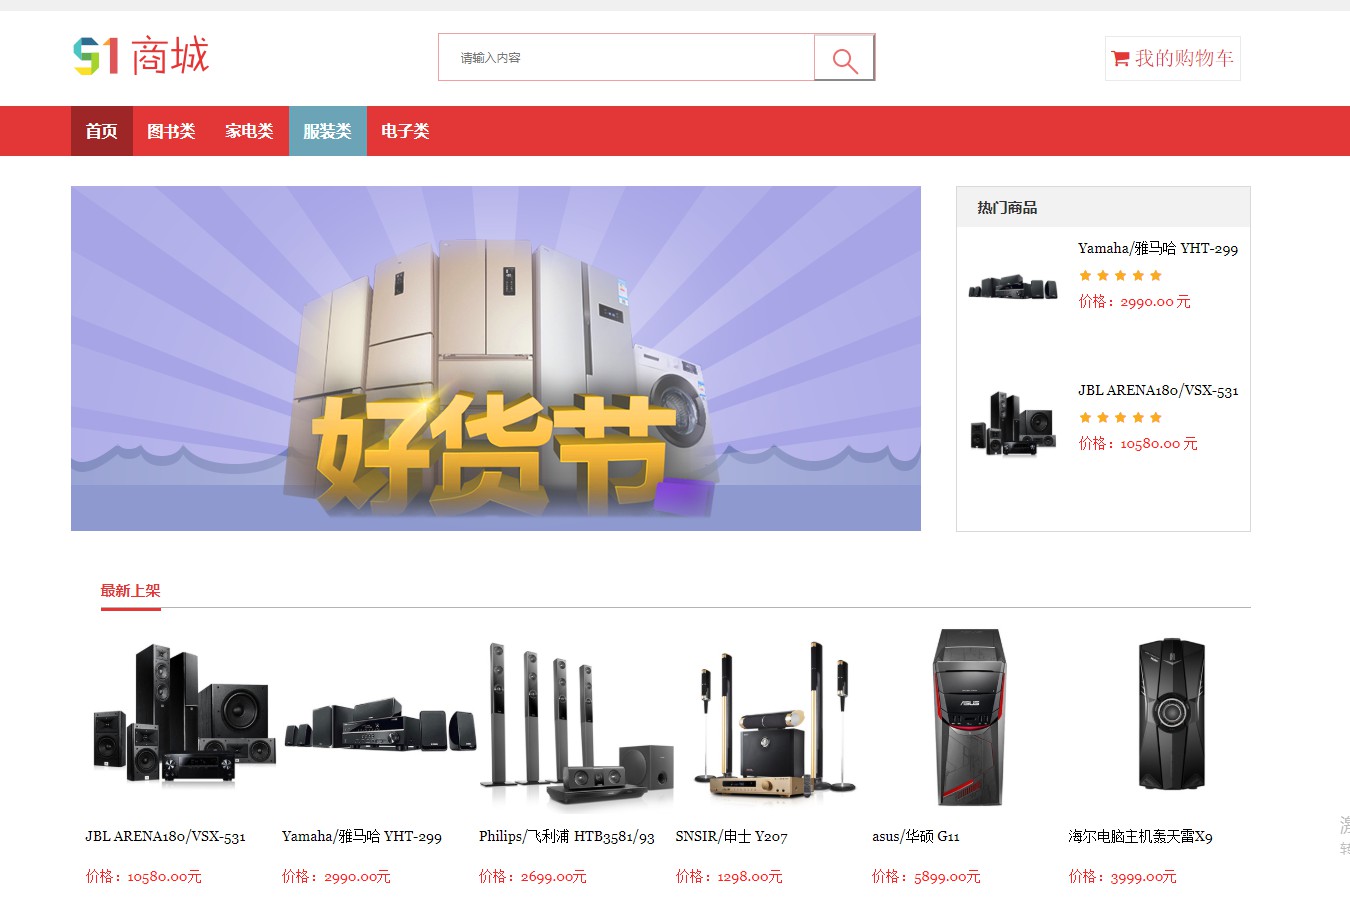 S1 商城
请输入内容
我的购物车
首页 图书类 家电类 服装类 电子类
热门商品
Yamaha/雅马哈 YHT-299
价格：2990.00 元
JBL ARENA180/VSX-531
价格：10580.00 元
好货节
最新上架
ASUS
JBL ARENA180/VSX-531
价格：10580.00元
Yamaha/雅马哈 YHT-299
价格：2990.00元
Philips/飞利浦 HTB3581/93
价格：2699.00元
SNSIR/申士 Y207
价格：1298.00元
asus/华硕 G11
价格：5899.00元
海尔电脑主机轰天雷X9
价格：3999.00元